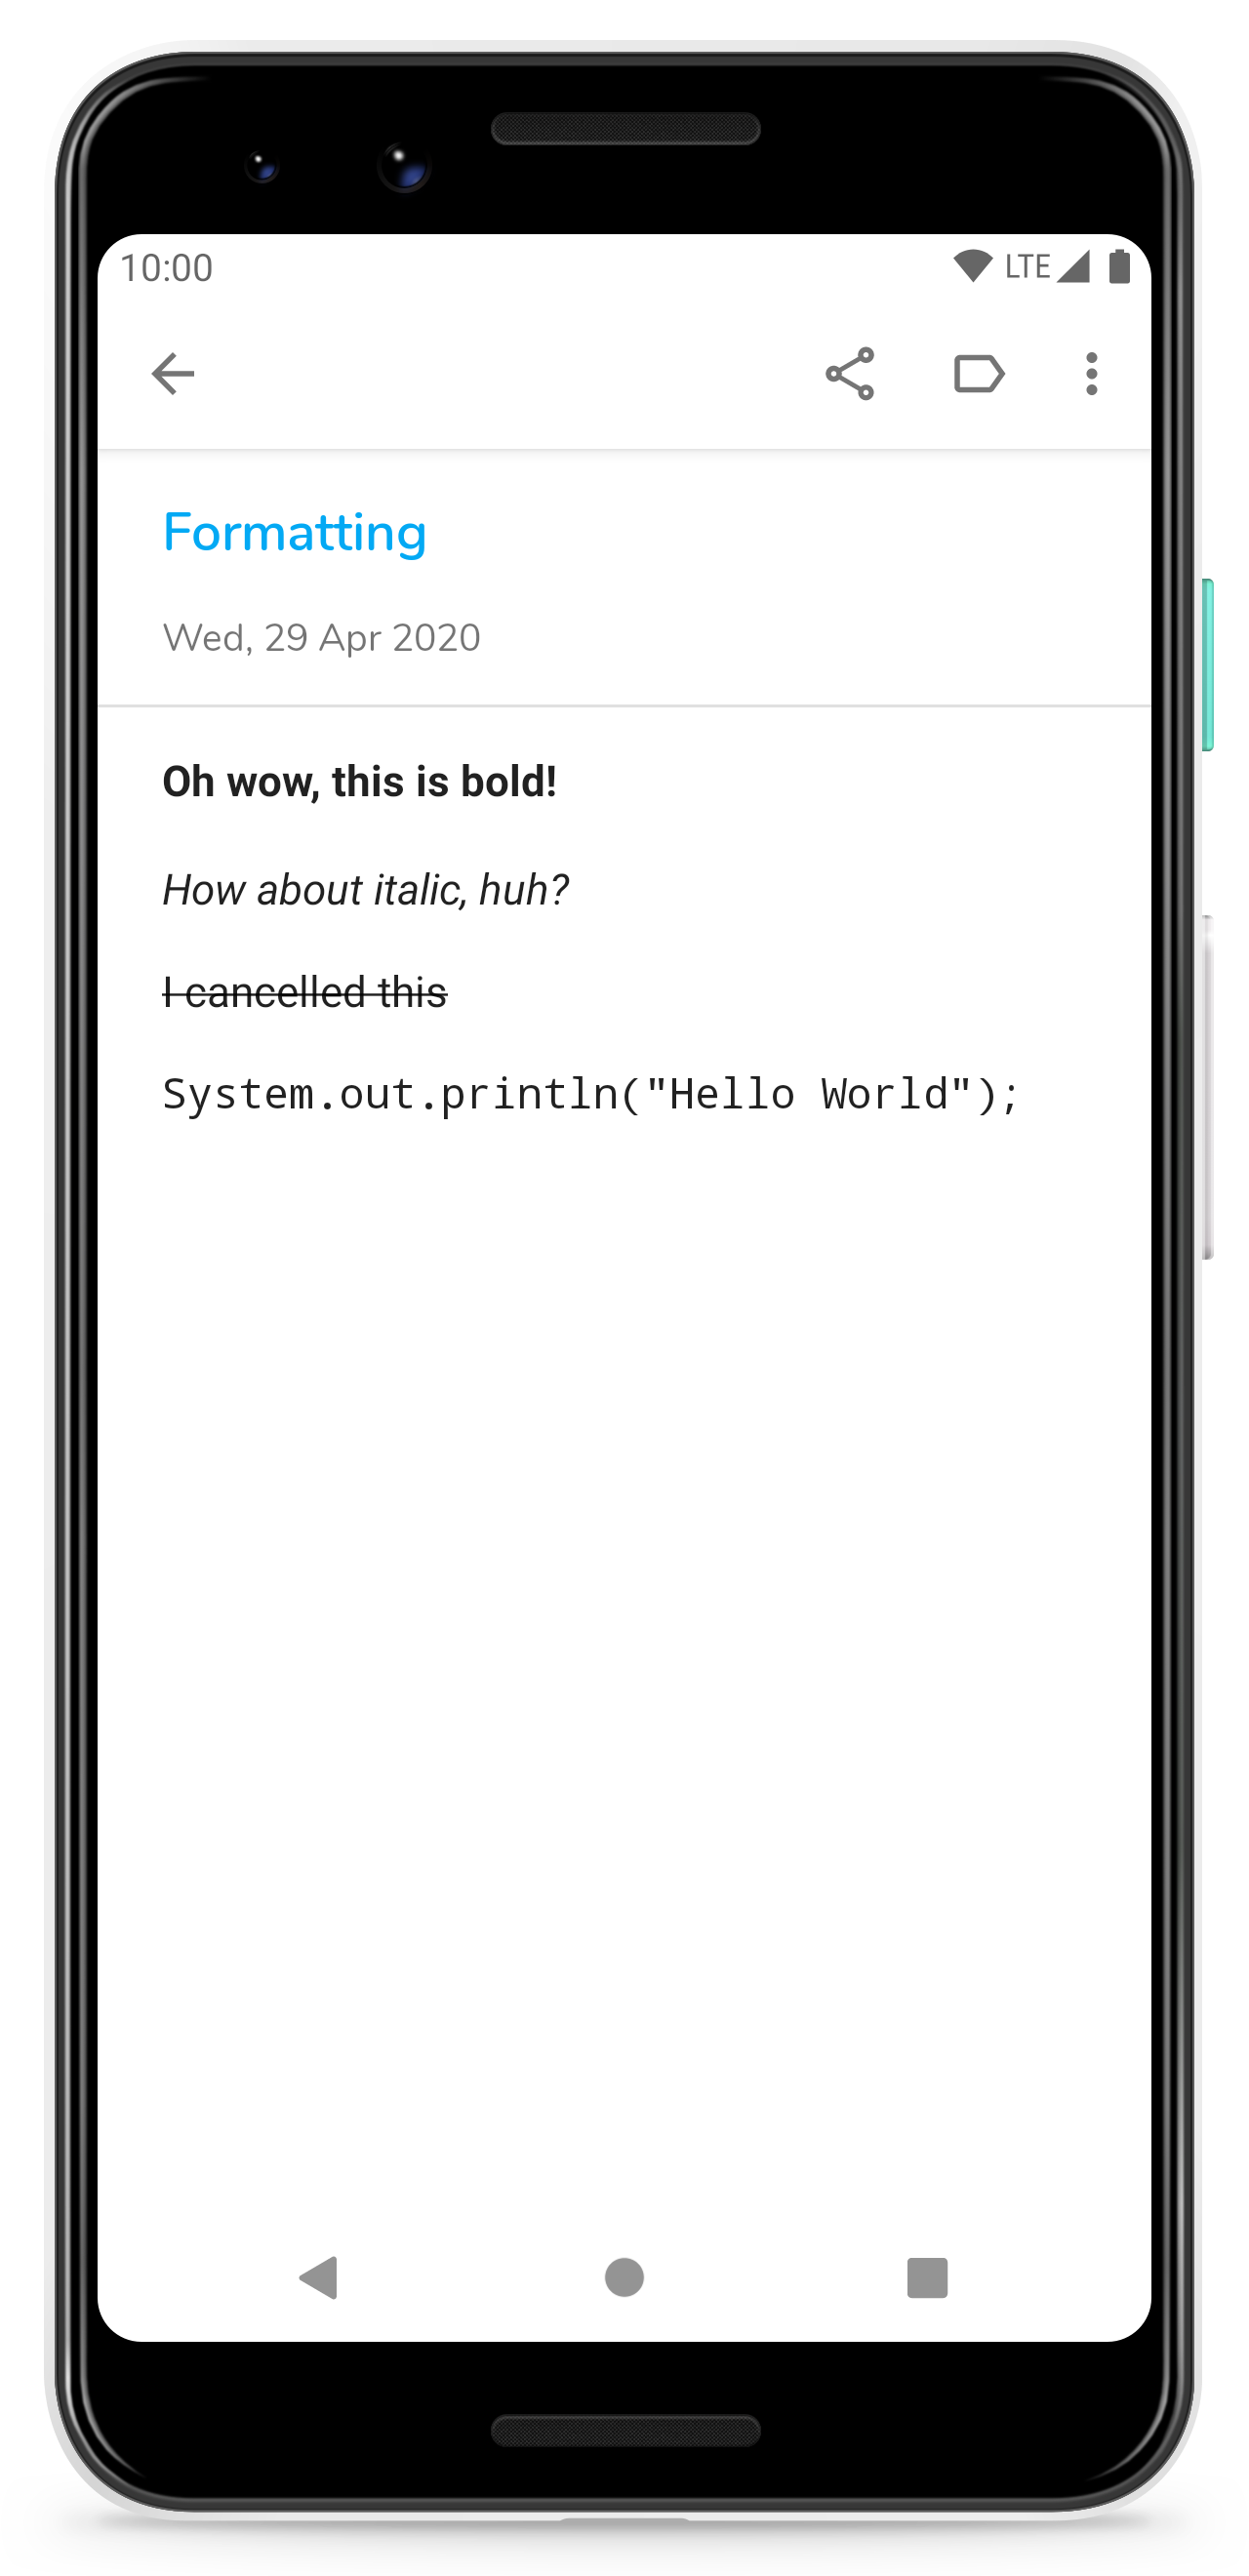 10:00 LTE
Formatting
Wed, 29 Apr 2020
Oh wow, this is bold!
How about italic, huh?
I cancelled this
System.out.println("Hello World");